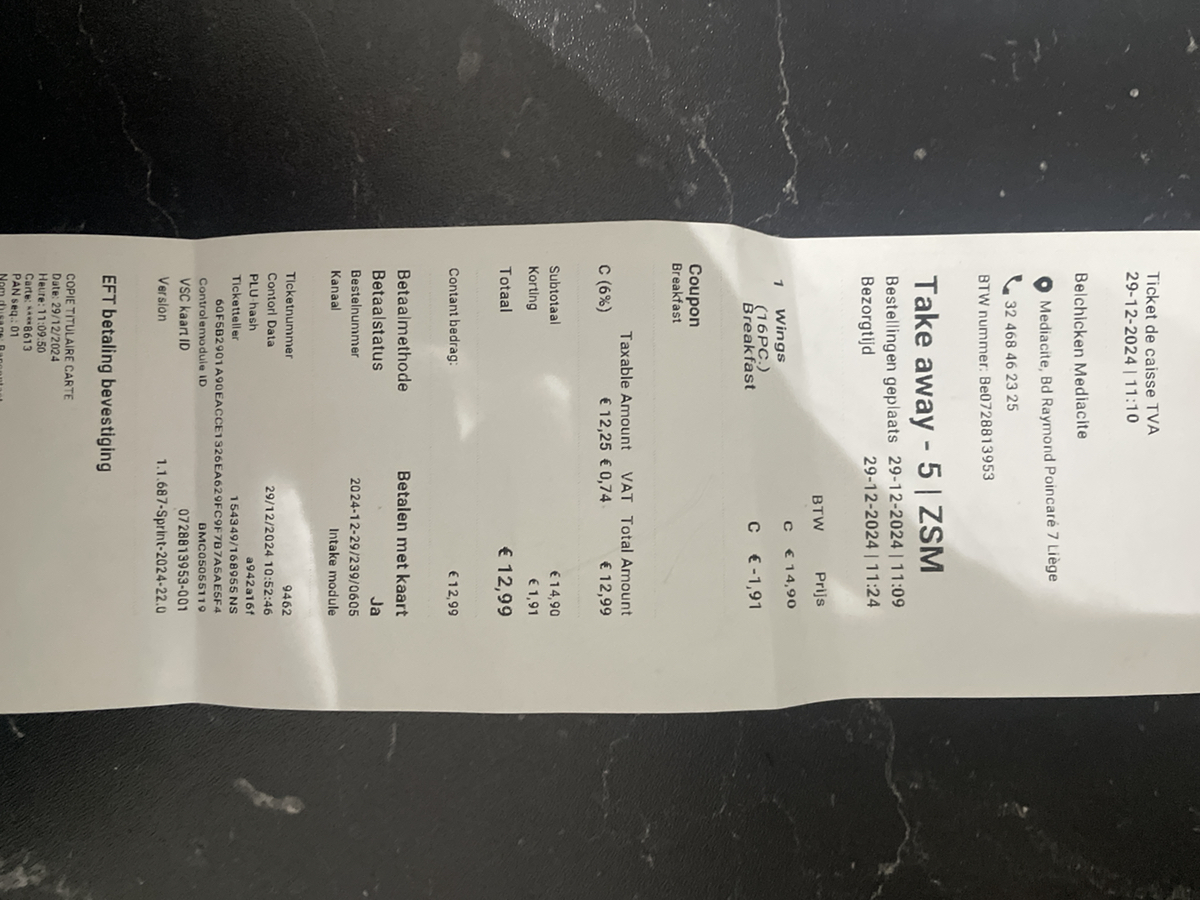 Ticket de caisse TVA
29-12-2024 | 11:10
Belchicken Mediacite
Mediacite, Bd Raymond Poincaré 7 Liège
32 468 46 23 25
BTW nummer: Be0728813953
Take away - 5 | ZSM
Bestellingen geplaats 29-12-2024 | 11:09
Bezorgtijd 29-12-2024 | 11:24
BTW Prijs
1 Wings C € 14,90
(16PC.)
Breakfast C € -1,91
Coupon
Breakfast
Taxable Amount VAT Total Amount
C (6%) € 12,25 € 0,74 € 12,99
Subtotaal € 14,90
Korting € 1,91
Totaal € 12,99
Contant bedrag: € 12,99
Betaalmethode Betalen met kaart
Betaalstatus Ja
Bestelnummer 2024-12-29/239/0605
Kanaal Intake module
Ticketnummer 9462
Contorl Data 29/12/2024 10:52:46
PLU hash a942a16f
Ticketteller 154349/168955 NS
60F5B2901A90EACCE1326EA629FC9F7B7A5AE5F4
Controlemodule ID BMC05055119
VSC kaart ID 0728813953-001
Version 1.1.687-Sprint-2024-22.0
EFT betaling bevestiging
COPIE TITULAIRE CARTE
Date: 29/12/2024
Heure: 11:09:50
Carte: ****8613
PAN seq.: 01